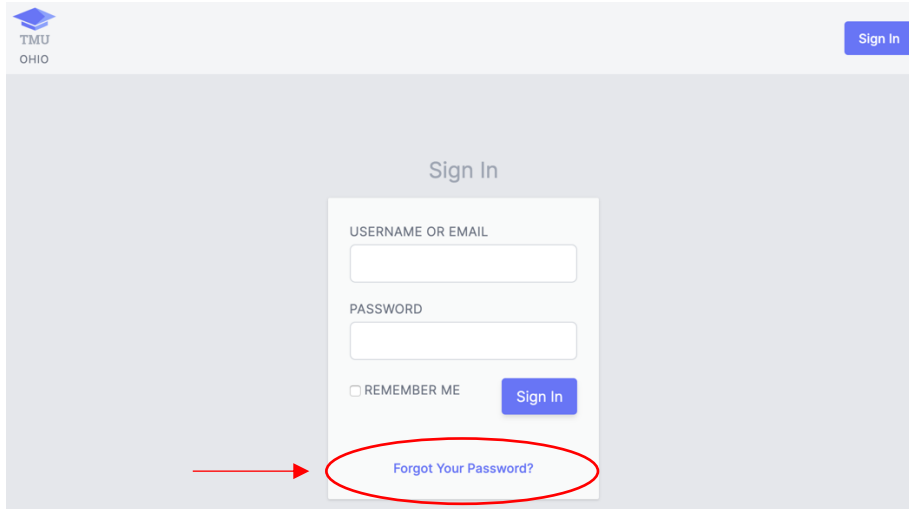 TMU
OHIO
Sign In
Sign In
USERNAME OR EMAIL
PASSWORD
REMEMBER ME
Sign In
Forgot Your Password?